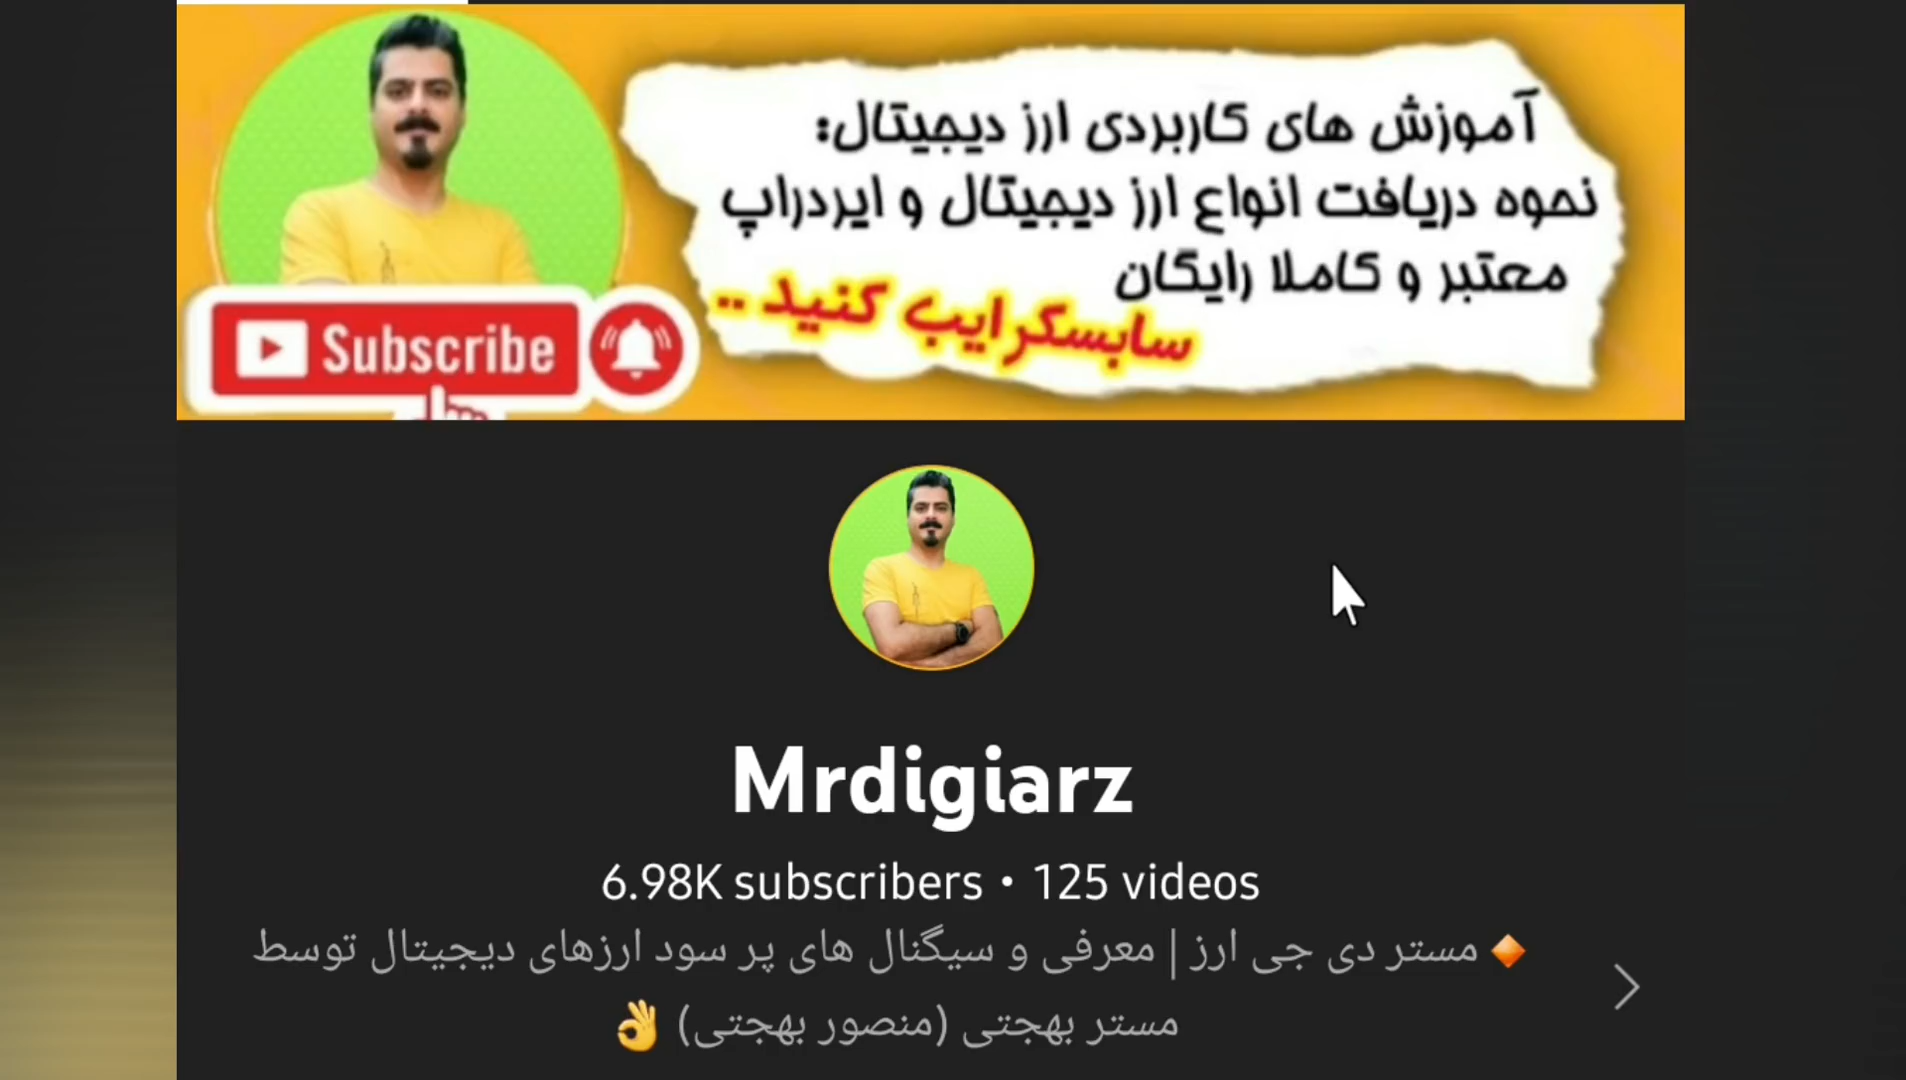 آموزش های کاربردی ارز دیجیتال:
نحوه دریافت انواع ارز دیجیتال و ایردراپ
معتبر و کاملا رایگان
سابسکرایب کنید ..
Subscribe
Mrdigiarz
6.98K subscribers • 125 videos
🔸مستر دی جی ارز | معرفی و سیگنال های پر سود ارزهای دیجیتال توسط
مستر بهجتی (منصور بهجتی) 👌